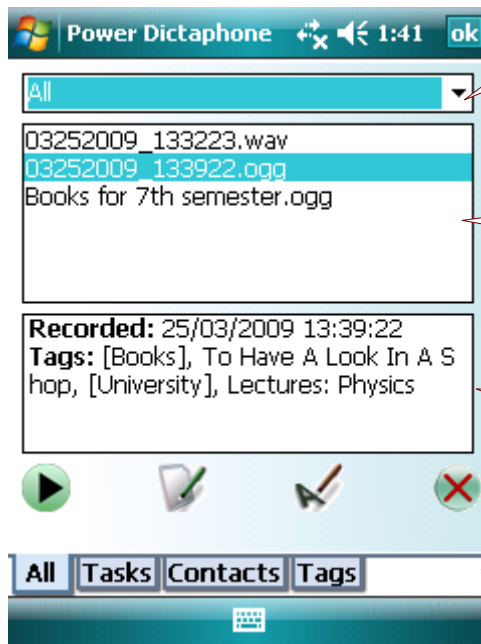 Power Dictaphone 1:41 ok
All
03252009_133223.wav
03252009_133922.ogg
Books for 7th semester.ogg
Recorded: 25/03/2009 13:39:22
Tags: [Books], To Have A Look In A S
hop, [University], Lectures: Physics
All Tasks Contacts Tags